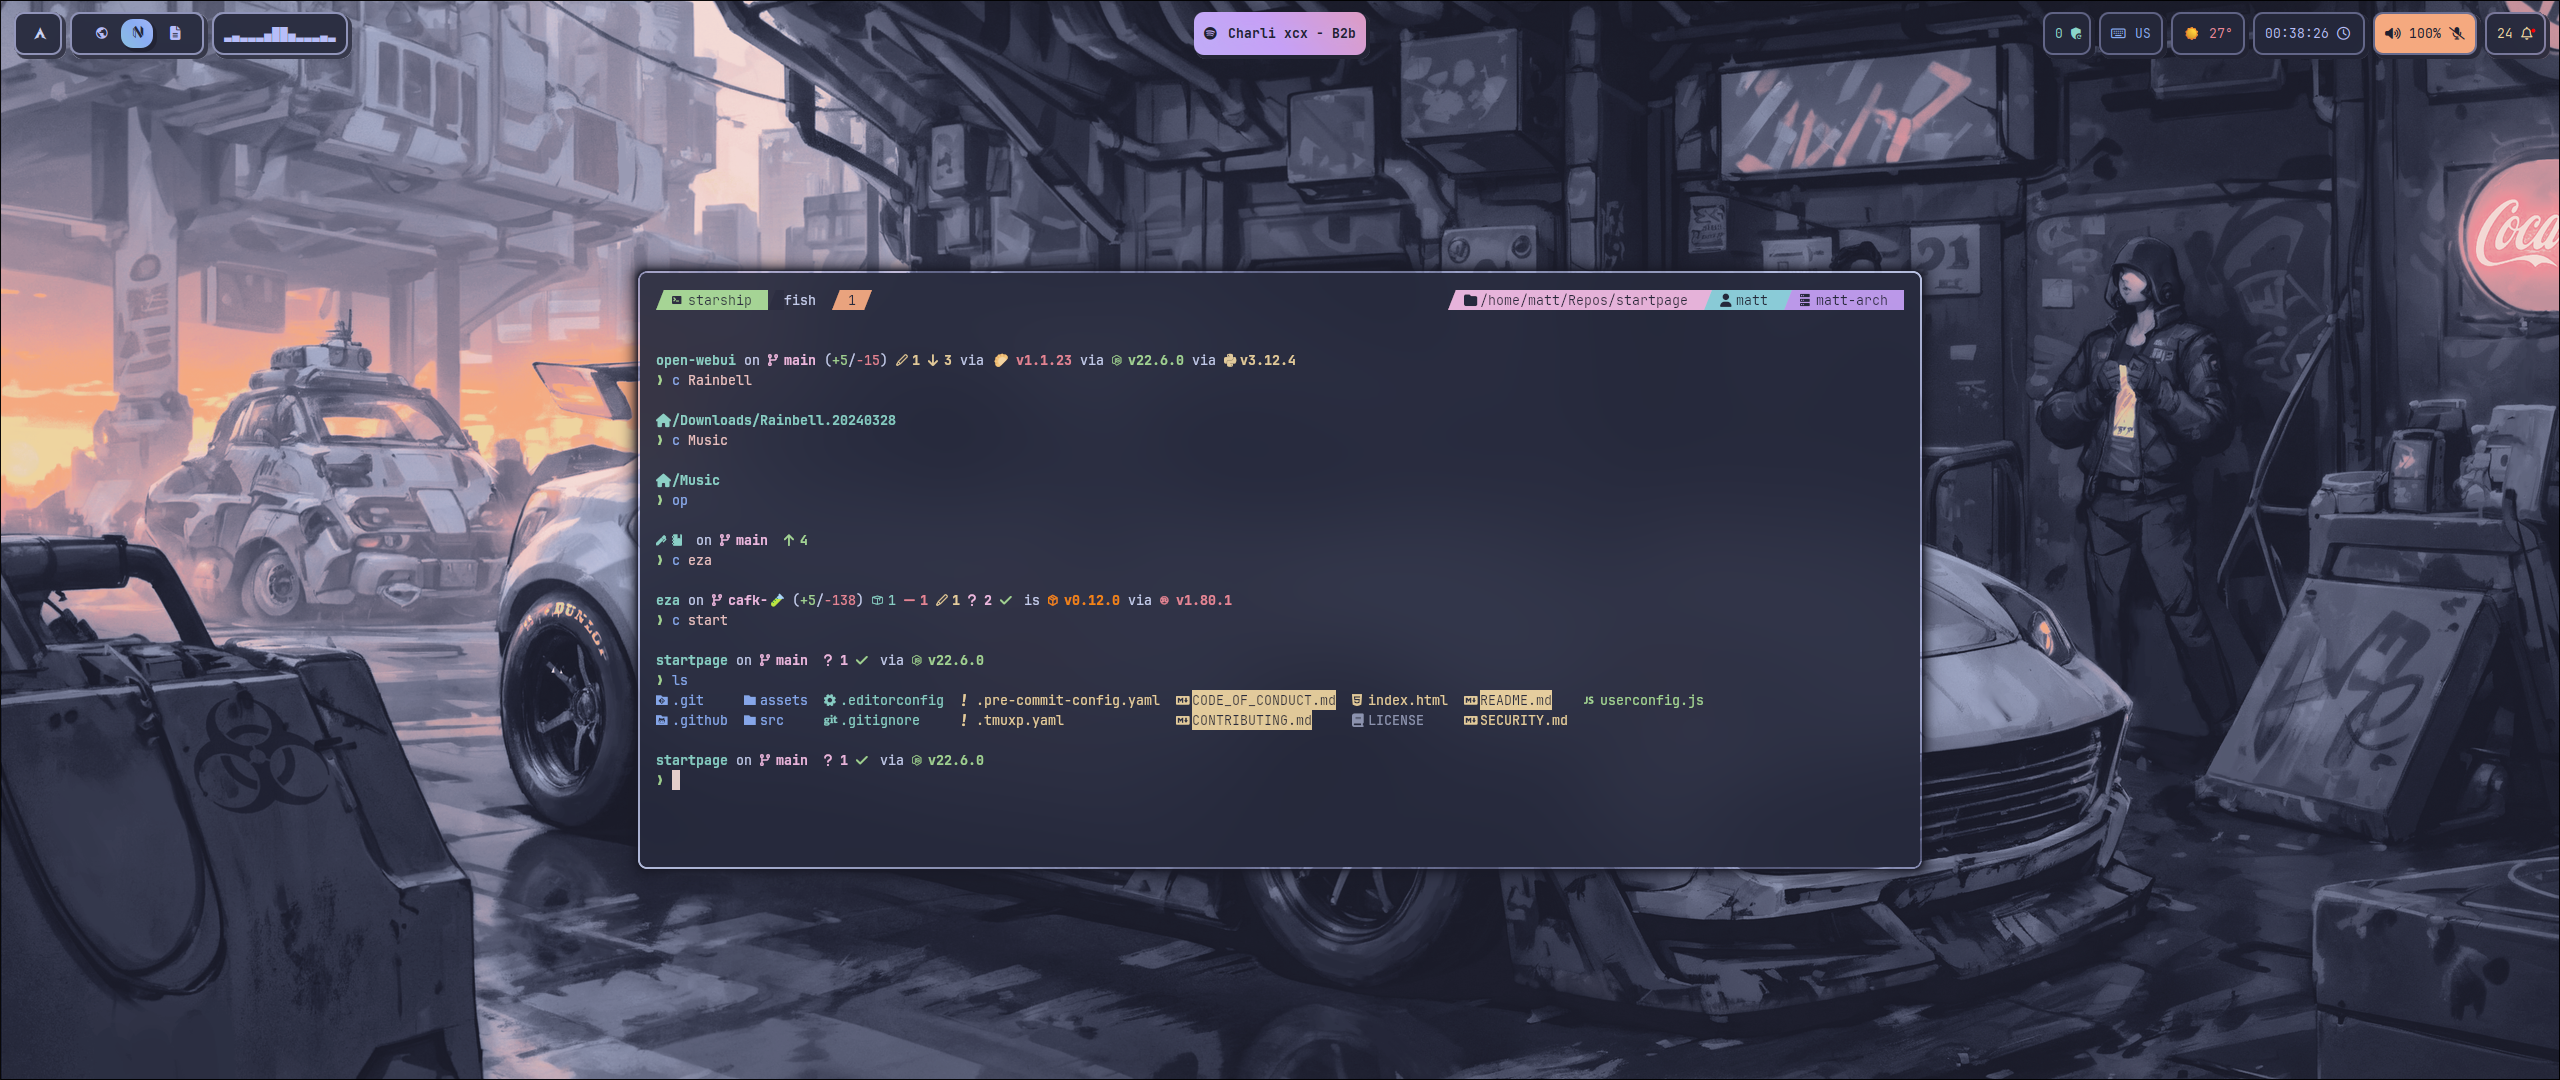 N
Charli xcx - B2b
0
US
27°
00:38:26
100%
24
Coca
21
DUNLOP
starship fish 1
/home/matt/Repos/startpage matt matt-arch
open-webui on main (+5/-15) 1 ↓ 3 via v1.1.23 via v22.6.0 via v3.12.4
❯ c Rainbell
/Downloads/Rainbell.20240328
❯ c Music
/Music
❯ op
on main ↑ 4
❯ c eza
eza on cafk- (+5/-138) 1 — 1 1 ? 2 ✓ is v0.12.0 via v1.80.1
❯ c start
startpage on main ? 1 ✓ via v22.6.0
❯ ls
.git assets .editorconfig ! .pre-commit-config.yaml CODE_OF_CONDUCT.md index.html README.md JS userconfig.js
.github src git .gitignore ! .tmuxp.yaml CONTRIBUTING.md LICENSE SECURITY.md
startpage on main ? 1 ✓ via v22.6.0
❯